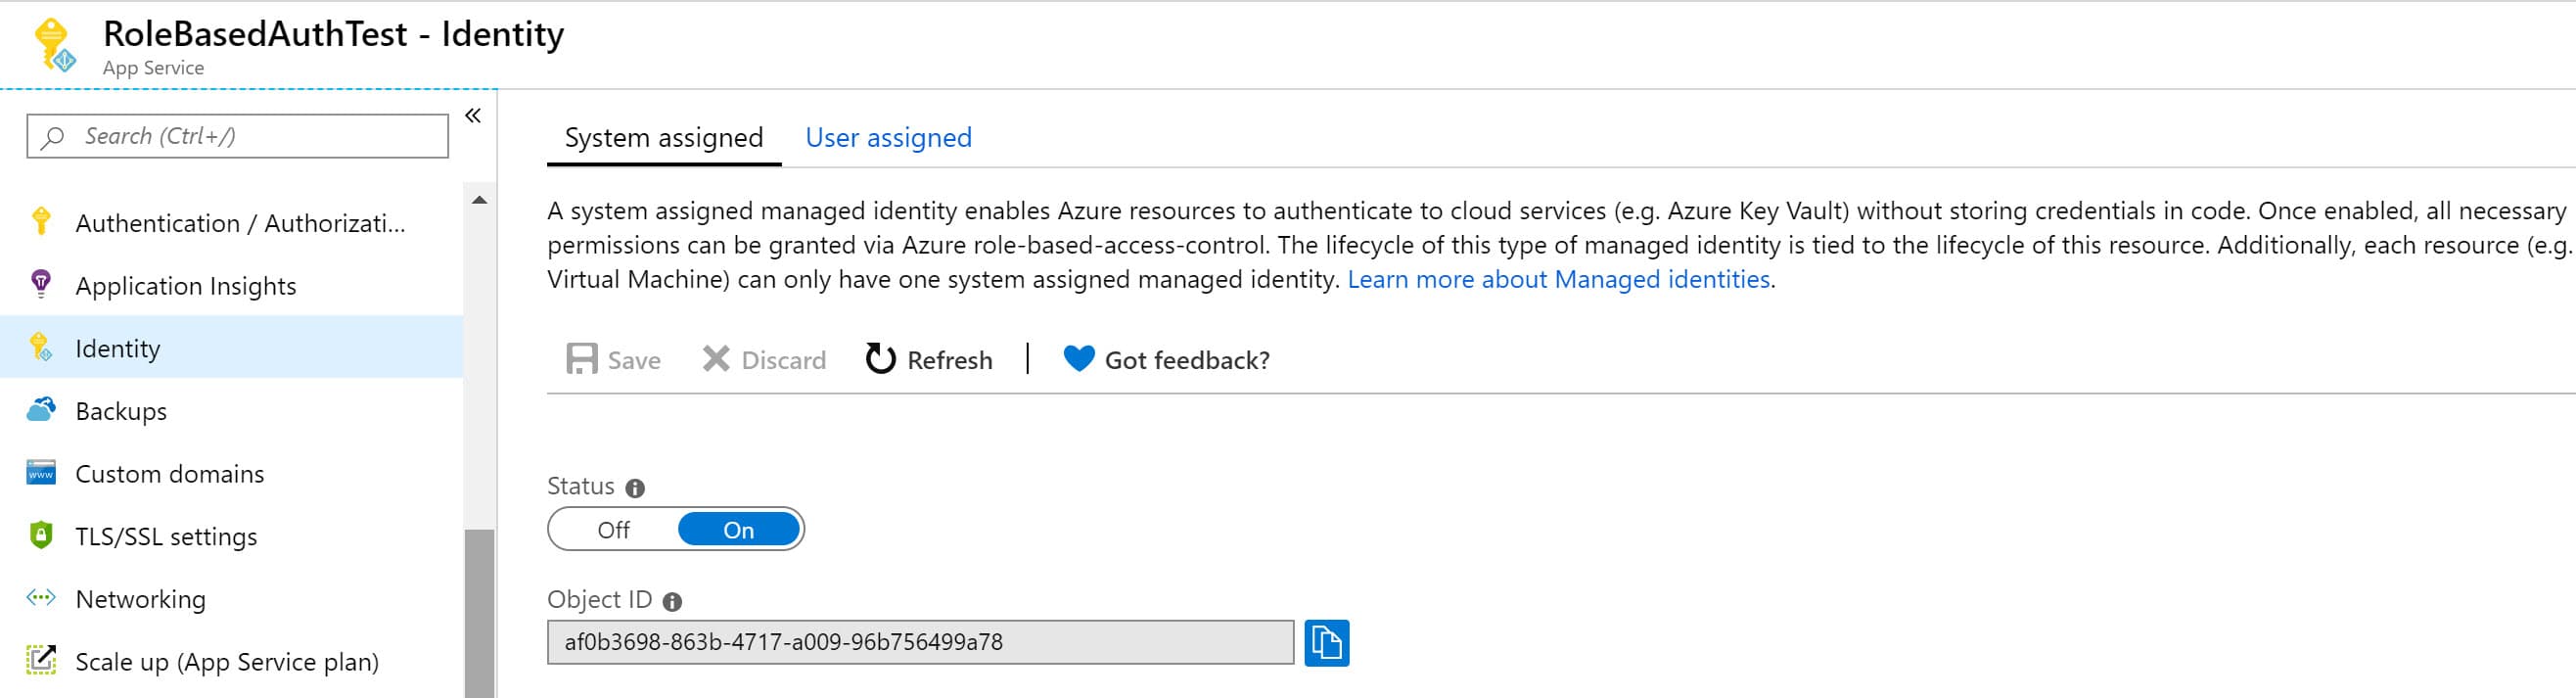 RoleBasedAuthTest - Identity
App Service
Search (Ctrl+/)
«
Authentication / Authorizati...
Application Insights
Identity
Backups
Custom domains
TLS/SSL settings
Networking
Scale up (App Service plan)
System assigned
User assigned
A system assigned managed identity enables Azure resources to authenticate to cloud services (e.g. Azure Key Vault) without storing credentials in code. Once enabled, all necessary
permissions can be granted via Azure role-based-access-control. The lifecycle of this type of managed identity is tied to the lifecycle of this resource. Additionally, each resource (e.g.
Virtual Machine) can only have one system assigned managed identity. Learn more about Managed identities.
Save
Discard
Refresh
Got feedback?
Status
Off
On
Object ID
af0b3698-863b-4717-a009-96b756499a78